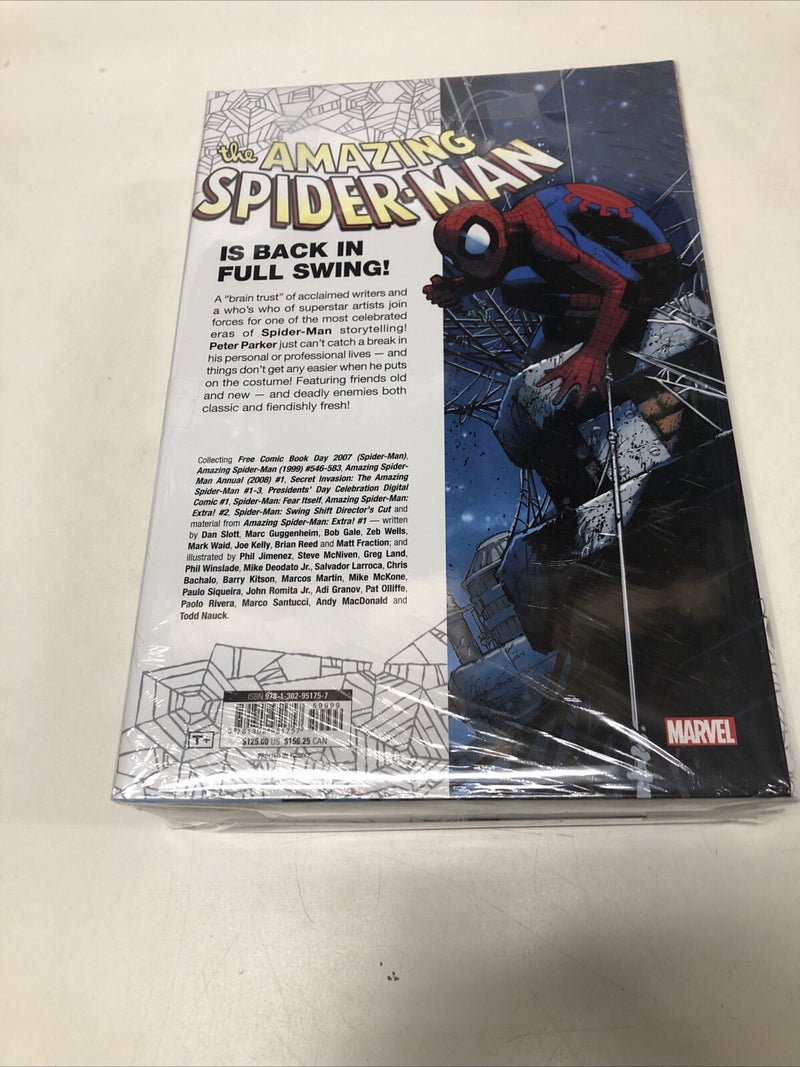 the AMAZING
SPIDER-MAN
IS BACK IN
FULL SWING!
A "brain trust" of acclaimed writers and
a who's who of superstar artists join
forces for one of the most celebrated
eras of Spider-Man storytelling!
Peter Parker just can't catch a break in
his personal or professional lives — and
things don't get any easier when he puts
on the costume! Featuring friends old
and new — and deadly enemies both
classic and fiendishly fresh!
Collecting Free Comic Book Day 2007 (Spider-Man),
Amazing Spider-Man (1999) #546-583, Amazing Spider-
Man Annual (2008) #1, Secret Invasion: The Amazing
Spider-Man #1-3, Presidents' Day Celebration Digital
Comic #1, Spider-Man: Fear Itself, Amazing Spider-Man:
Extra! #2, Spider-Man: Swing Shift Director's Cut and
material from Amazing Spider-Man: Extra! #1 — written
by Dan Slott, Marc Guggenheim, Bob Gale, Zeb Wells,
Mark Waid, Joe Kelly, Brian Reed and Matt Fraction; and
illustrated by Phil Jimenez, Steve McNiven, Greg Land,
Phil Winslade, Mike Deodato Jr., Salvador Larroca, Chris
Bachalo, Barry Kitson, Marcos Martin, Mike McKone,
Paulo Siqueira, John Romita Jr., Adi Granov, Pat Olliffe,
Paolo Rivera, Marco Santucci, Andy MacDonald and
Todd Nauck.
ISBN 978-1-302-95175-7
69999
T+
$125.00 US $156.25 CAN
PRINTED IN
MARVEL